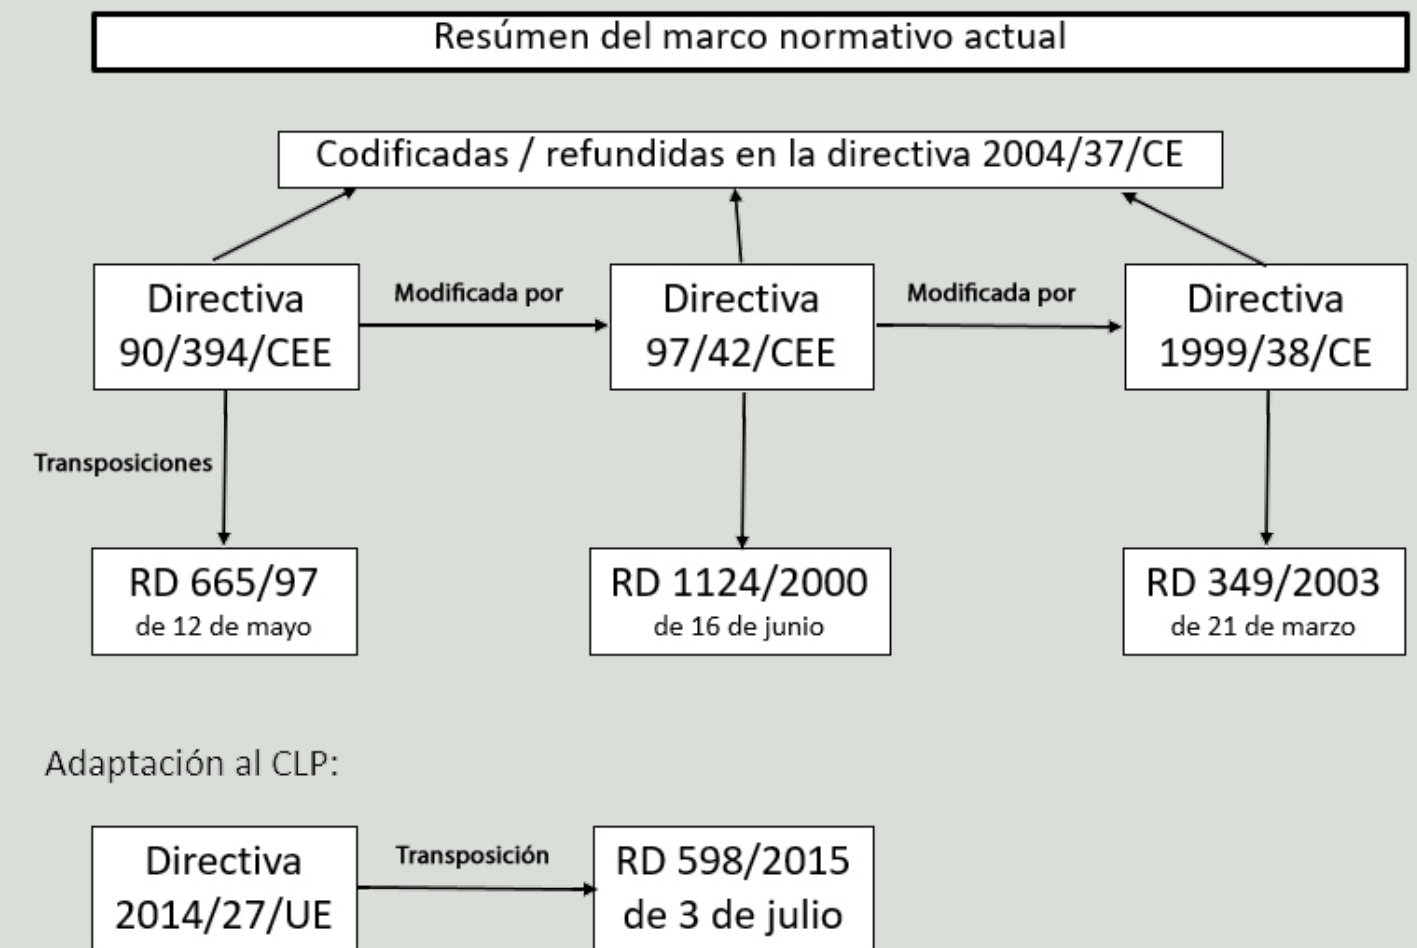 Resúmen del marco normativo actual
Codificadas / refundidas en la directiva 2004/37/CE
Directiva
90/394/CEE
Modificada por
Directiva
97/42/CEE
Modificada por
Directiva
1999/38/CE
Transposiciones
RD 665/97
de 12 de mayo
RD 1124/2000
de 16 de junio
RD 349/2003
de 21 de marzo
Adaptación al CLP:
Directiva
2014/27/UE
Transposición
RD 598/2015
de 3 de julio